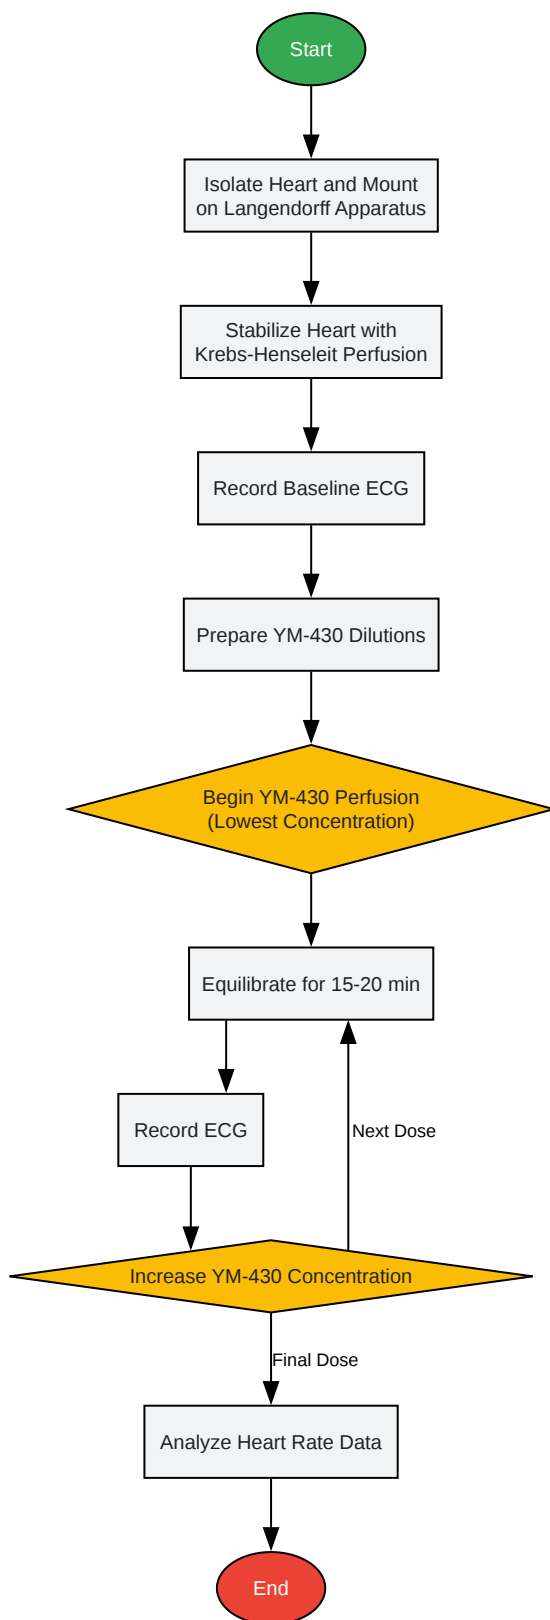 Start
Isolate Heart and Mount
on Langendorff Apparatus
Stabilize Heart with
Krebs-Henseleit Perfusion
Record Baseline ECG
Prepare YM-430 Dilutions
Begin YM-430 Perfusion
(Lowest Concentration)
Equilibrate for 15-20 min
Record ECG
Next Dose
Increase YM-430 Concentration
Final Dose
Analyze Heart Rate Data
End